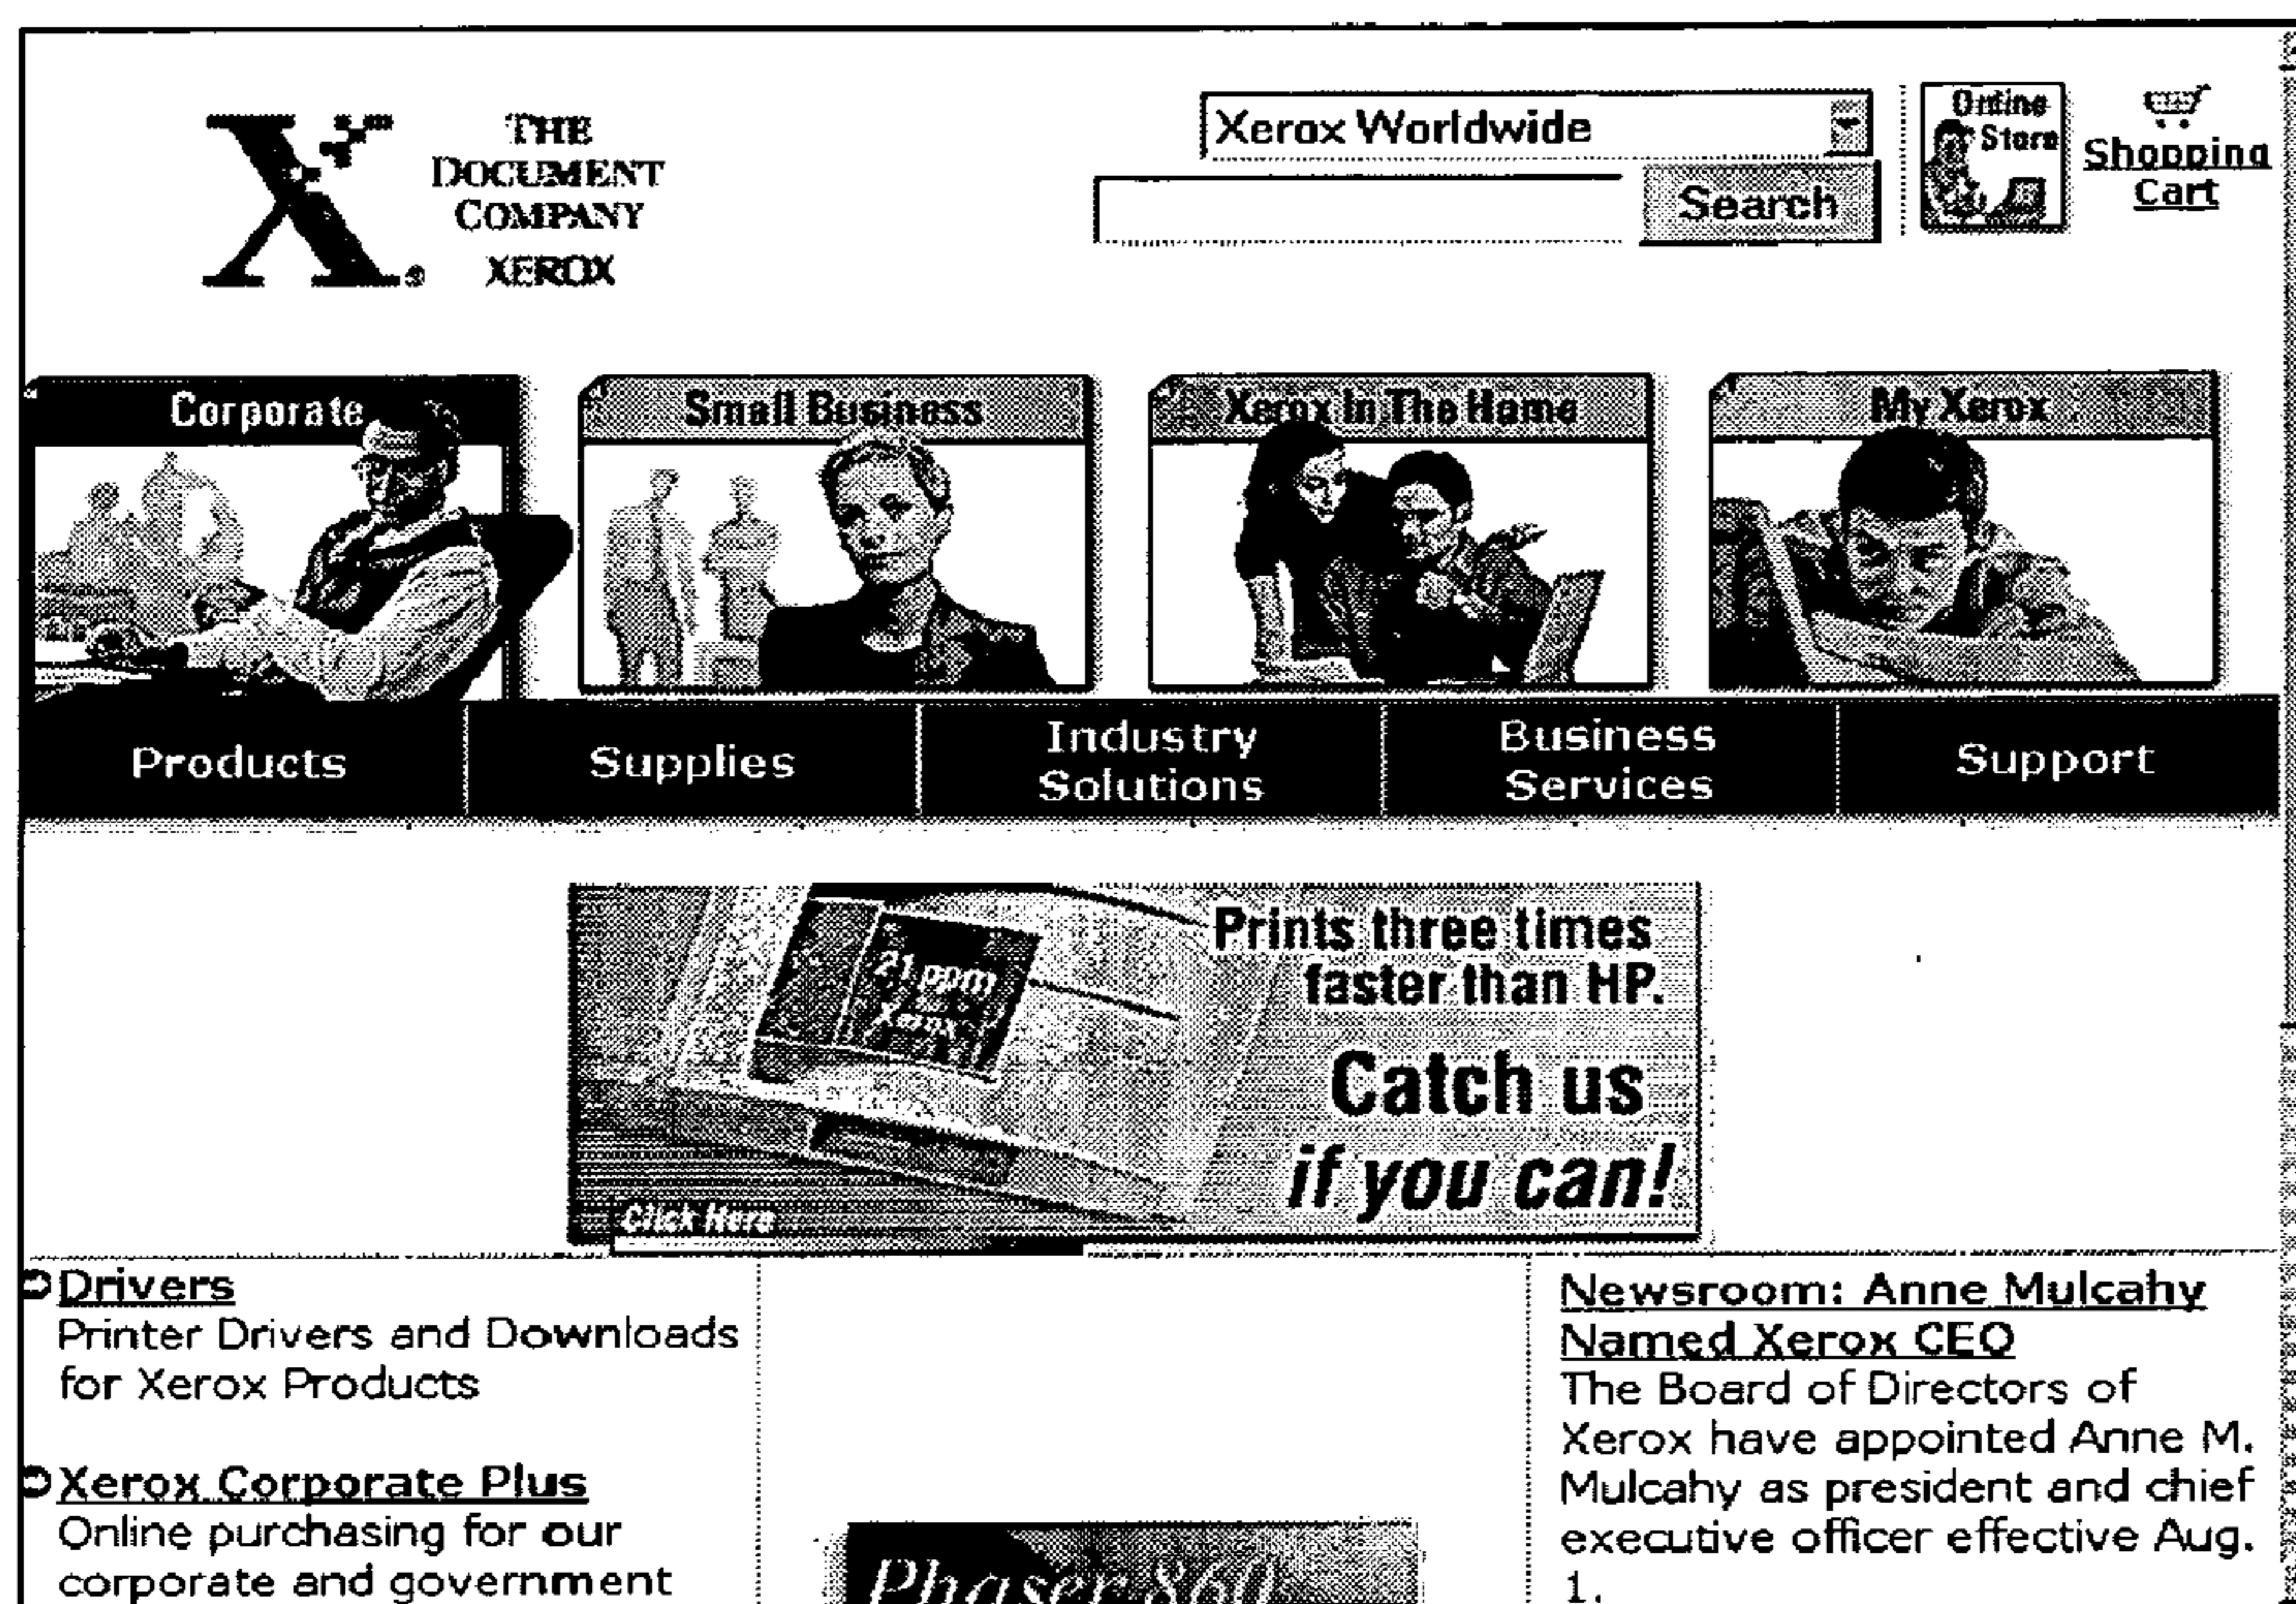 X®
THE
DOCUMENT
COMPANY
XEROX
Xerox Worldwide
Search
Online
Store
Shopping
Cart
Corporate
Small Business
Xerox In The Home
My Xerox
Products
Supplies
Industry
Solutions
Business
Services
Support
21 ppm
Xerox
Prints three times
faster than HP.
Catch us
if you can!
Click Here
Drivers
Printer Drivers and Downloads
for Xerox Products
Xerox Corporate Plus
Online purchasing for our
corporate and government
Phaser 860
Newsroom: Anne Mulcahy
Named Xerox CEO
The Board of Directors of
Xerox have appointed Anne M.
Mulcahy as president and chief
executive officer effective Aug.
1.